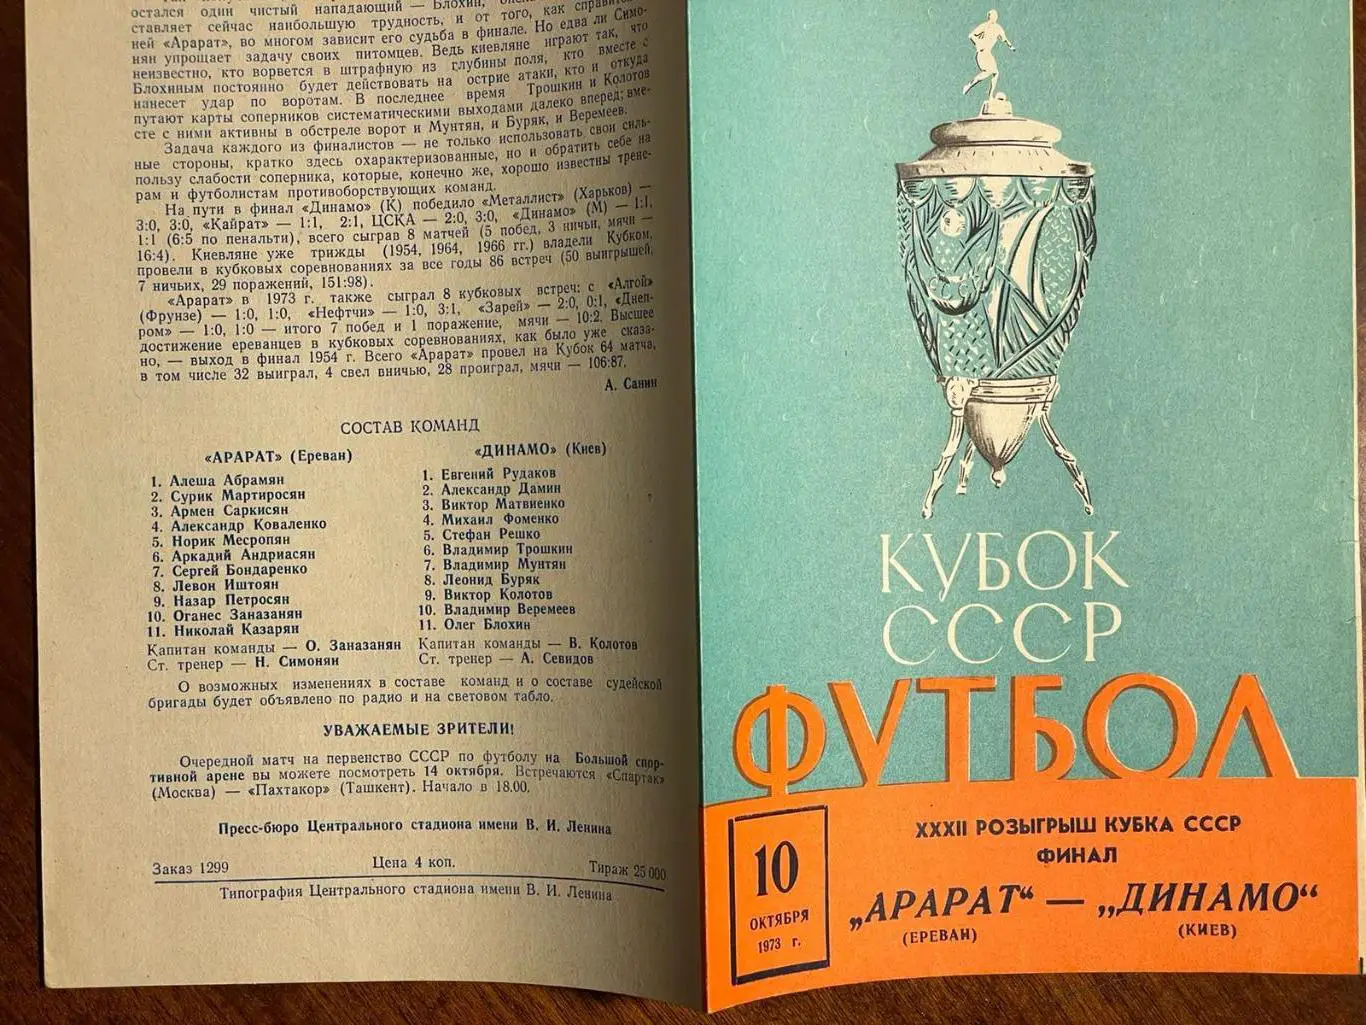 остался один чистый нападающий — Блохин,
ставляет сейчас наибольшую трудность, и от того, как справится
ней «Арарат», во многом зависит его судьба в финале. Но едва ли Симо-
нян упрощает задачу своих питомцев. Ведь киевляне играют так, что
неизвестно, кто ворвется в штрафную из глубины поля, кто вместе с
Блохиным постоянно будет действовать на острие атаки, кто и откуда
нанесет удар по воротам. В последнее время Трошкин и Колотов
путают карты соперников систематическими выходами далеко вперед; вме-
сте с ними активны в обстреле ворот и Мунтян, и Буряк, и Веремеев.
Задача каждого из финалистов — не только использовать свои силь-
ные стороны, кратко здесь охарактеризованные, но и обратить себе на
пользу слабости соперника, которые, конечно же, хорошо известны трене-
рам и футболистам противоборствующих команд.
На пути в финал «Динамо» (К) победило «Металлист» (Харьков) —
3:0, 3:0, «Кайрат» — 1:1, 2:1, ЦСКА — 2:0, 3:0, «Динамо» (М) — 1:1,
1:1 (6:5 по пенальти), всего сыграв 8 матчей (5 побед, 3 ничьи, мячи —
16:4). Киевляне уже трижды (1954, 1964, 1966 гг.) владели Кубком,
провели в кубковых соревнованиях за все годы 86 встреч (50 выигрышей,
7 ничьих, 29 поражений, 151:98).
«Арарат» в 1973 г. также сыграл 8 кубковых встреч: с «Алгой»
(Фрунзе) — 1:0, 1:0, «Нефтчи» — 1:0, 3:1, «Зарей» — 2:0, 0:1, «Днеп-
ром» — 1:0, 1:0 — итого 7 побед и 1 поражение, мячи — 10:2. Высшее
достижение ереванцев в кубковых соревнованиях, как было уже сказа-
но, — выход в финал 1954 г. Всего «Арарат» провел на Кубок 64 матча,
в том числе 32 выиграл, 4 свел вничью, 28 проиграл, мячи — 106:87.
А. Санин
СОСТАВ КОМАНД
«АРАРАТ» (Ереван)
1. Алеша Абрамян
2. Сурик Мартиросян
3. Армен Саркисян
4. Александр Коваленко
5. Норик Месропян
6. Аркадий Андриасян
7. Сергей Бондаренко
8. Левон Иштоян
9. Назар Петросян
10. Оганес Заназанян
11. Николай Казарян
Капитан команды — О. Заназанян
Ст. тренер — Н. Симонян
«ДИНАМО» (Киев)
1. Евгений Рудаков
2. Александр Дамин
3. Виктор Матвиенко
4. Михаил Фоменко
5. Стефан Решко
6. Владимир Трошкин
7. Владимир Мунтян
8. Леонид Буряк
9. Виктор Колотов
10. Владимир Веремеев
11. Олег Блохин
Капитан команды — В. Колотов
Ст. тренер — А. Севидов
О возможных изменениях в составе команд и о составе судейской
бригады будет объявлено по радио и на световом табло.
УВАЖАЕМЫЕ ЗРИТЕЛИ!
Очередной матч на первенство СССР по футболу на Большой спор-
тивной арене вы можете посмотреть 14 октября. Встречаются «Спартак»
(Москва) — «Пахтакор» (Ташкент). Начало в 18.00.
Пресс-бюро Центрального стадиона имени В. И. Ленина
Заказ 1299 Цена 4 коп. Тираж 25 000
Типография Центрального стадиона имени В. И. Ленина
СССР
КУБОК
СССР
ФУТБОЛ
10
ОКТЯБРЯ
1973 г.
XXXII РОЗЫГРЫШ КУБКА СССР
ФИНАЛ
„АРАРАТ“ — „ДИНАМО“
(ЕРЕВАН) (КИЕВ)